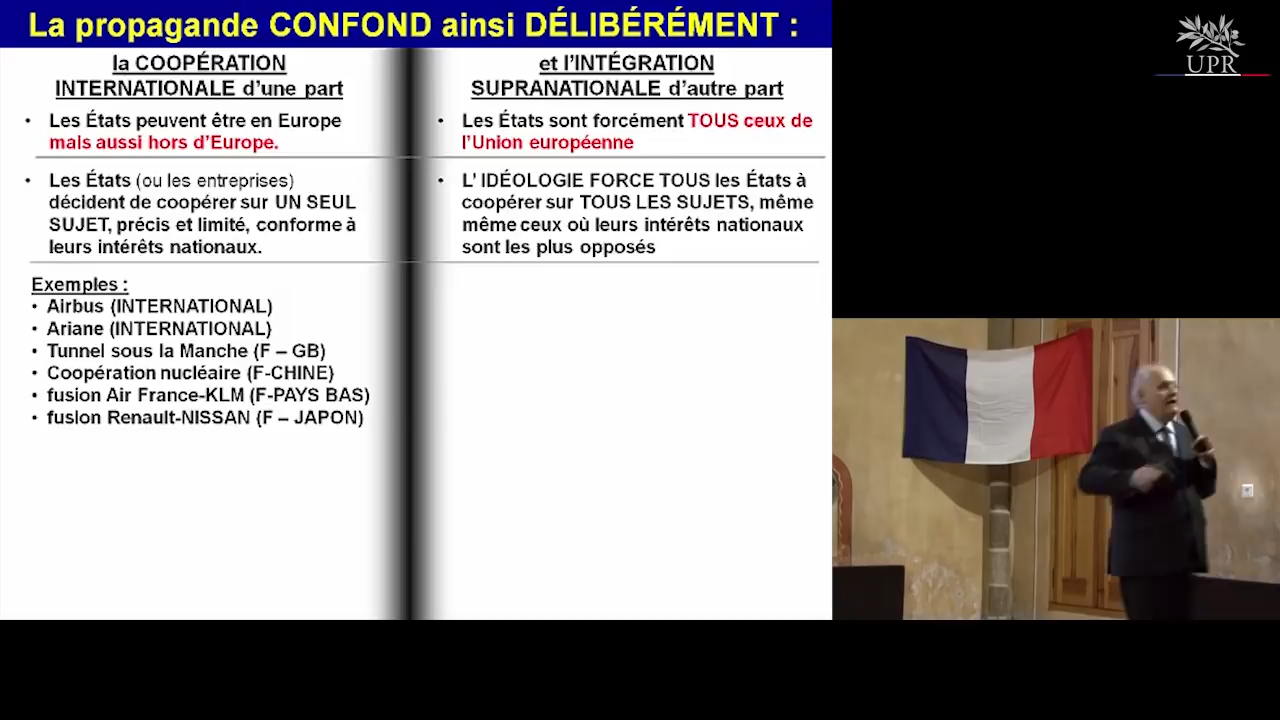 La propagande CONFOND ainsi DÉLIBÉRÉMENT :
la COOPÉRATION
INTERNATIONALE d'une part
• Les États peuvent être en Europe
mais aussi hors d'Europe.
• Les États (ou les entreprises)
décident de coopérer sur UN SEUL
SUJET, précis et limité, conforme à
leurs intérêts nationaux.
Exemples :
• Airbus (INTERNATIONAL)
• Ariane (INTERNATIONAL)
• Tunnel sous la Manche (F – GB)
• Coopération nucléaire (F-CHINE)
• fusion Air France-KLM (F-PAYS BAS)
• fusion Renault-NISSAN (F – JAPON)
et l'INTÉGRATION
SUPRANATIONALE d'autre part
• Les États sont forcément TOUS ceux de
l'Union européenne
• L' IDÉOLOGIE FORCE TOUS les États à
coopérer sur TOUS LES SUJETS, même
même ceux où leurs intérêts nationaux
sont les plus opposés
UPR